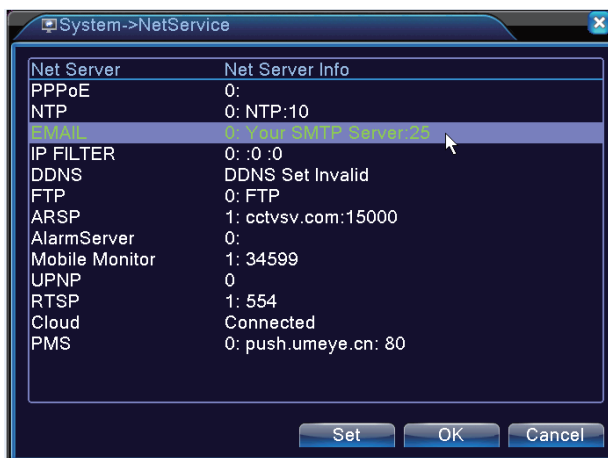 System->NetService
Net Server Net Server Info
PPPoE 0:
NTP 0: NTP:10
EMAIL 0: Your SMTP Server:25
IP FILTER 0: :0 :0
DDNS DDNS Set Invalid
FTP 0: FTP
ARSP 1: cctvsv.com:15000
AlarmServer 0:
Mobile Monitor 1: 34599
UPNP 0
RTSP 1: 554
Cloud Connected
PMS 0: push.umeye.cn: 80
Set OK Cancel